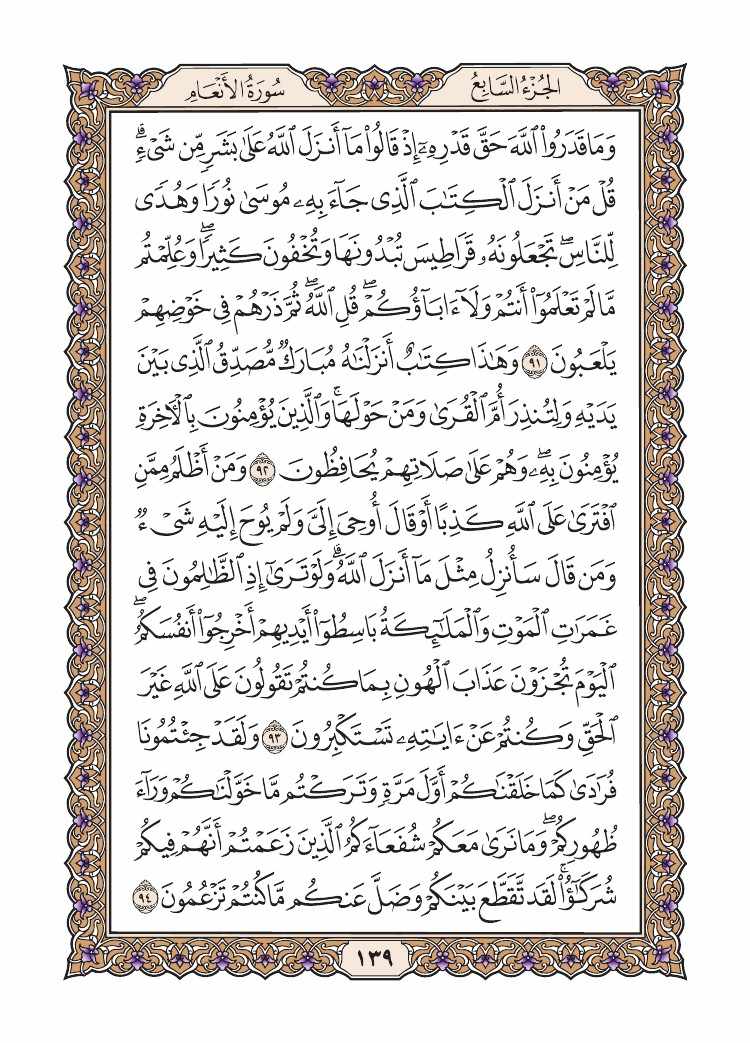 الجُزْءُ السَّابِعُ
سُورَةُ الأَنْعَامِ
وَمَا قَدَرُوا۟ ٱللَّهَ حَقَّ قَدْرِهِۦٓ إِذْ قَالُوا۟ مَآ أَنزَلَ ٱللَّهُ عَلَىٰ بَشَرٍ مِّن شَىْءٍ ۗ
قُلْ مَنْ أَنزَلَ ٱلْكِتَـٰبَ ٱلَّذِى جَآءَ بِهِۦ مُوسَىٰ نُورًا وَهُدًى
لِّلنَّاسِ ۖ تَجْعَلُونَهُۥ قَرَاطِيسَ تُبْدُونَهَا وَتُخْفُونَ كَثِيرًا ۖ وَعُلِّمْتُم
مَّا لَمْ تَعْلَمُوٓا۟ أَنتُمْ وَلَآ ءَابَآؤُكُمْ ۖ قُلِ ٱللَّهُ ۖ ثُمَّ ذَرْهُمْ فِى خَوْضِهِمْ
يَلْعَبُونَ ٩١ وَهَـٰذَا كِتَـٰبٌ أَنزَلْنَـٰهُ مُبَارَكٌ مُّصَدِّقُ ٱلَّذِى بَيْنَ
يَدَيْهِ وَلِتُنذِرَ أُمَّ ٱلْقُرَىٰ وَمَنْ حَوْلَهَا ۚ وَٱلَّذِينَ يُؤْمِنُونَ بِٱلْـَٔاخِرَةِ
يُؤْمِنُونَ بِهِۦ ۖ وَهُمْ عَلَىٰ صَلَاتِهِمْ يُحَافِظُونَ ٩٢ وَمَنْ أَظْلَمُ مِمَّنِ
ٱفْتَرَىٰ عَلَى ٱللَّهِ كَذِبًا أَوْ قَالَ أُوحِىَ إِلَىَّ وَلَمْ يُوحَ إِلَيْهِ شَىْءٌ
وَمَن قَالَ سَأُنزِلُ مِثْلَ مَآ أَنزَلَ ٱللَّهُ ۗ وَلَوْ تَرَىٰٓ إِذِ ٱلظَّـٰلِمُونَ فِى
غَمَرَٰتِ ٱلْمَوْتِ وَٱلْمَلَـٰٓئِكَةُ بَاسِطُوٓا۟ أَيْدِيهِمْ أَخْرِجُوٓا۟ أَنفُسَكُمُ ۖ
ٱلْيَوْمَ تُجْزَوْنَ عَذَابَ ٱلْهُونِ بِمَا كُنتُمْ تَقُولُونَ عَلَى ٱللَّهِ غَيْرَ
ٱلْحَقِّ وَكُنتُمْ عَنْ ءَايَـٰتِهِۦ تَسْتَكْبِرُونَ ٩٣ وَلَقَدْ جِئْتُمُونَا
فُرَٰدَىٰ كَمَا خَلَقْنَـٰكُمْ أَوَّلَ مَرَّةٍ وَتَرَكْتُم مَّا خَوَّلْنَـٰكُمْ وَرَآءَ
ظُهُورِكُمْ ۖ وَمَا نَرَىٰ مَعَكُمْ شُفَعَآءَكُمُ ٱلَّذِينَ زَعَمْتُمْ أَنَّهُمْ فِيكُمْ
شُرَكَـٰٓؤُا۟ ۚ لَقَد تَّقَطَّعَ بَيْنَكُمْ وَضَلَّ عَنكُم مَّا كُنتُمْ تَزْعُمُونَ ٩٤
١٣٩